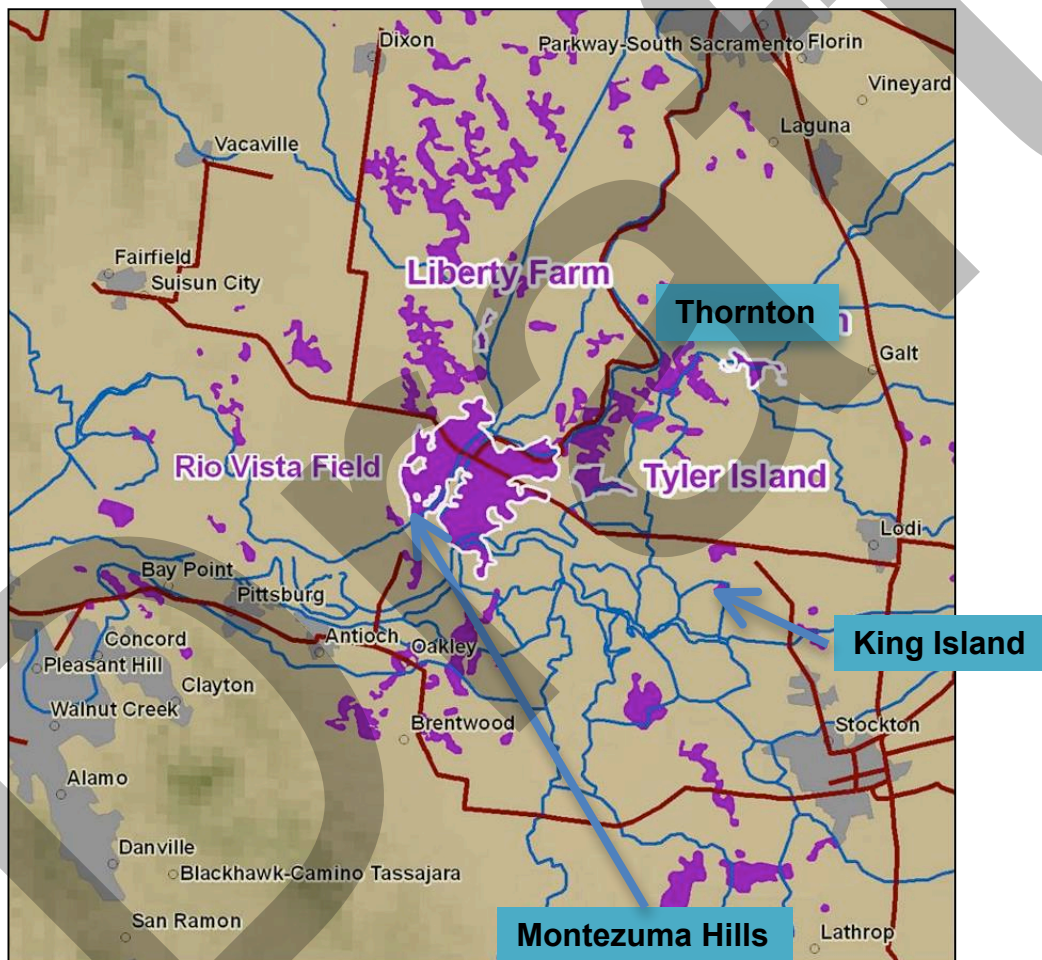 Dixon
Parkway-South Sacramento
Florin
Vineyard
Laguna
Vacaville
Fairfield
Suisun City
Liberty Farm
Thornton
n
Galt
Rio Vista Field
Tyler Island
Lodi
Bay Point
Pittsburg
Antioch
Oakley
Concord
Pleasant Hill
King Island
Clayton
Walnut Creek
Brentwood
Stockton
Alamo
Danville
Blackhawk-Camino Tassajara
San Ramon
Montezuma Hills
Lathrop
Draft